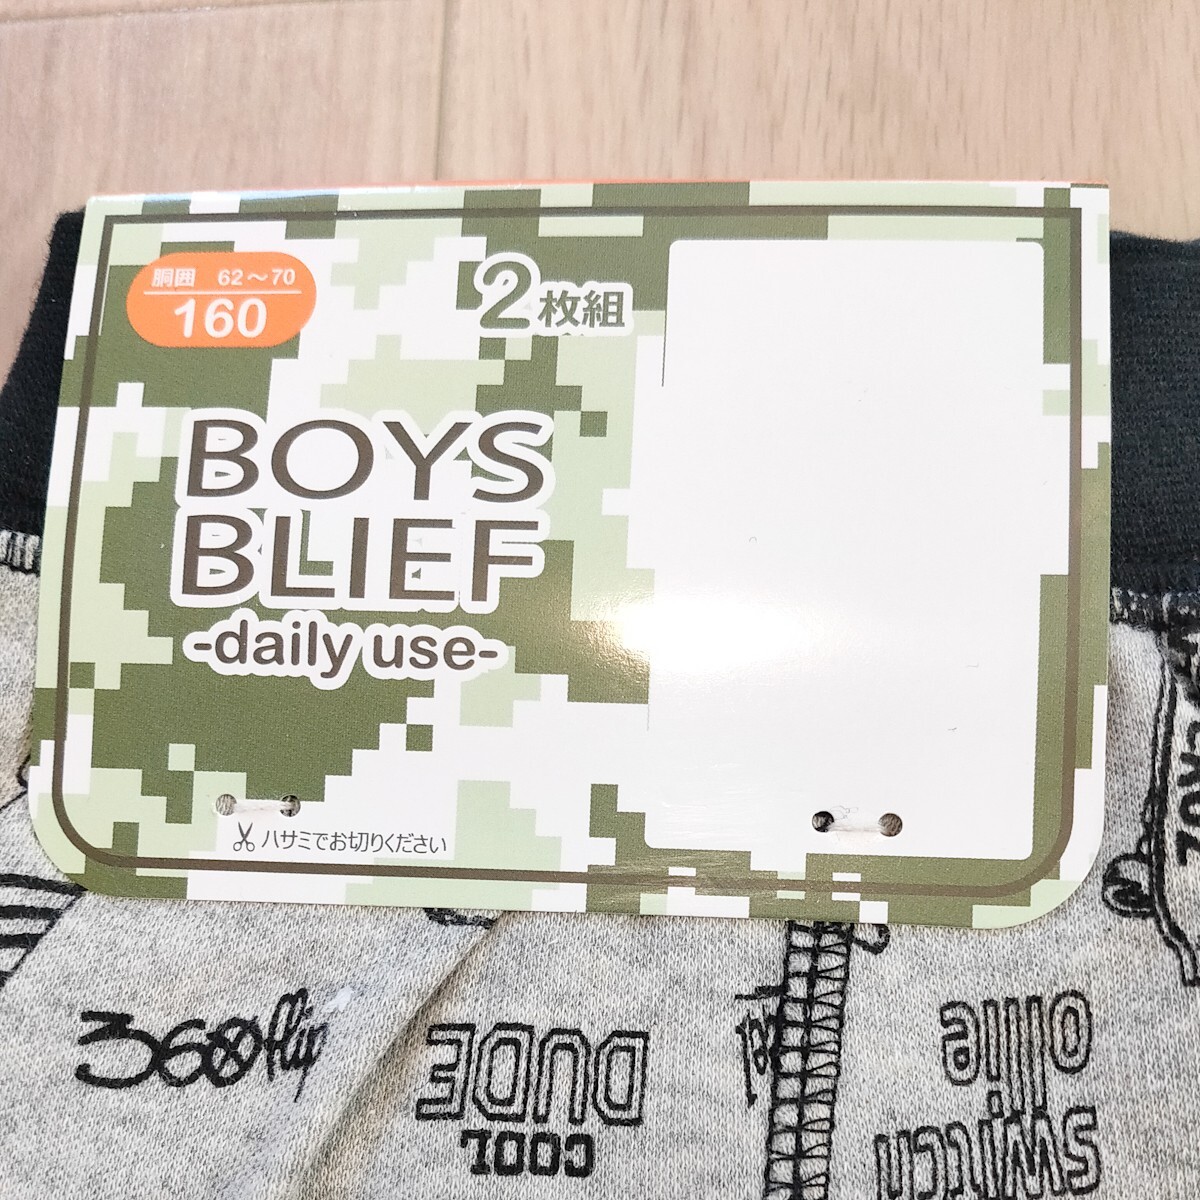 胴囲 62～70
160
2枚組
BOYS
BLIEF
-daily use-
ハサミでお切りください
360flip
COOL
DUDE
ollie
switch